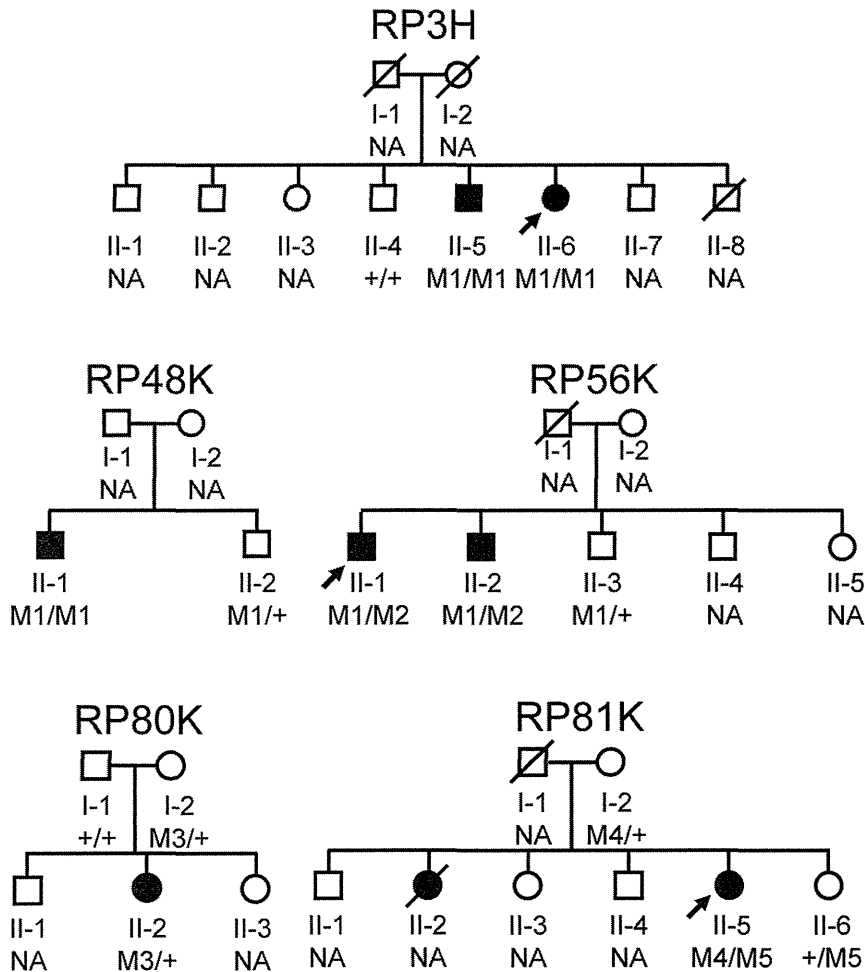 RP3H
I-1 I-2
NA NA
II-1 II-2 II-3 II-4 II-5 II-6 II-7 II-8
NA NA NA +/+ M1/M1 M1/M1 NA NA
RP48K
I-1 I-2
NA NA
II-1 II-2
M1/M1 M1/+
RP56K
I-1 I-2
NA NA
II-1 II-2 II-3 II-4 II-5
M1/M2 M1/M2 M1/+ NA NA
RP80K
I-1 I-2
+/+ M3/+
II-1 II-2 II-3
NA M3/+ NA
RP81K
I-1 I-2
NA M4/+
II-1 II-2 II-3 II-4 II-5 II-6
NA NA NA NA M4/M5 +/M5